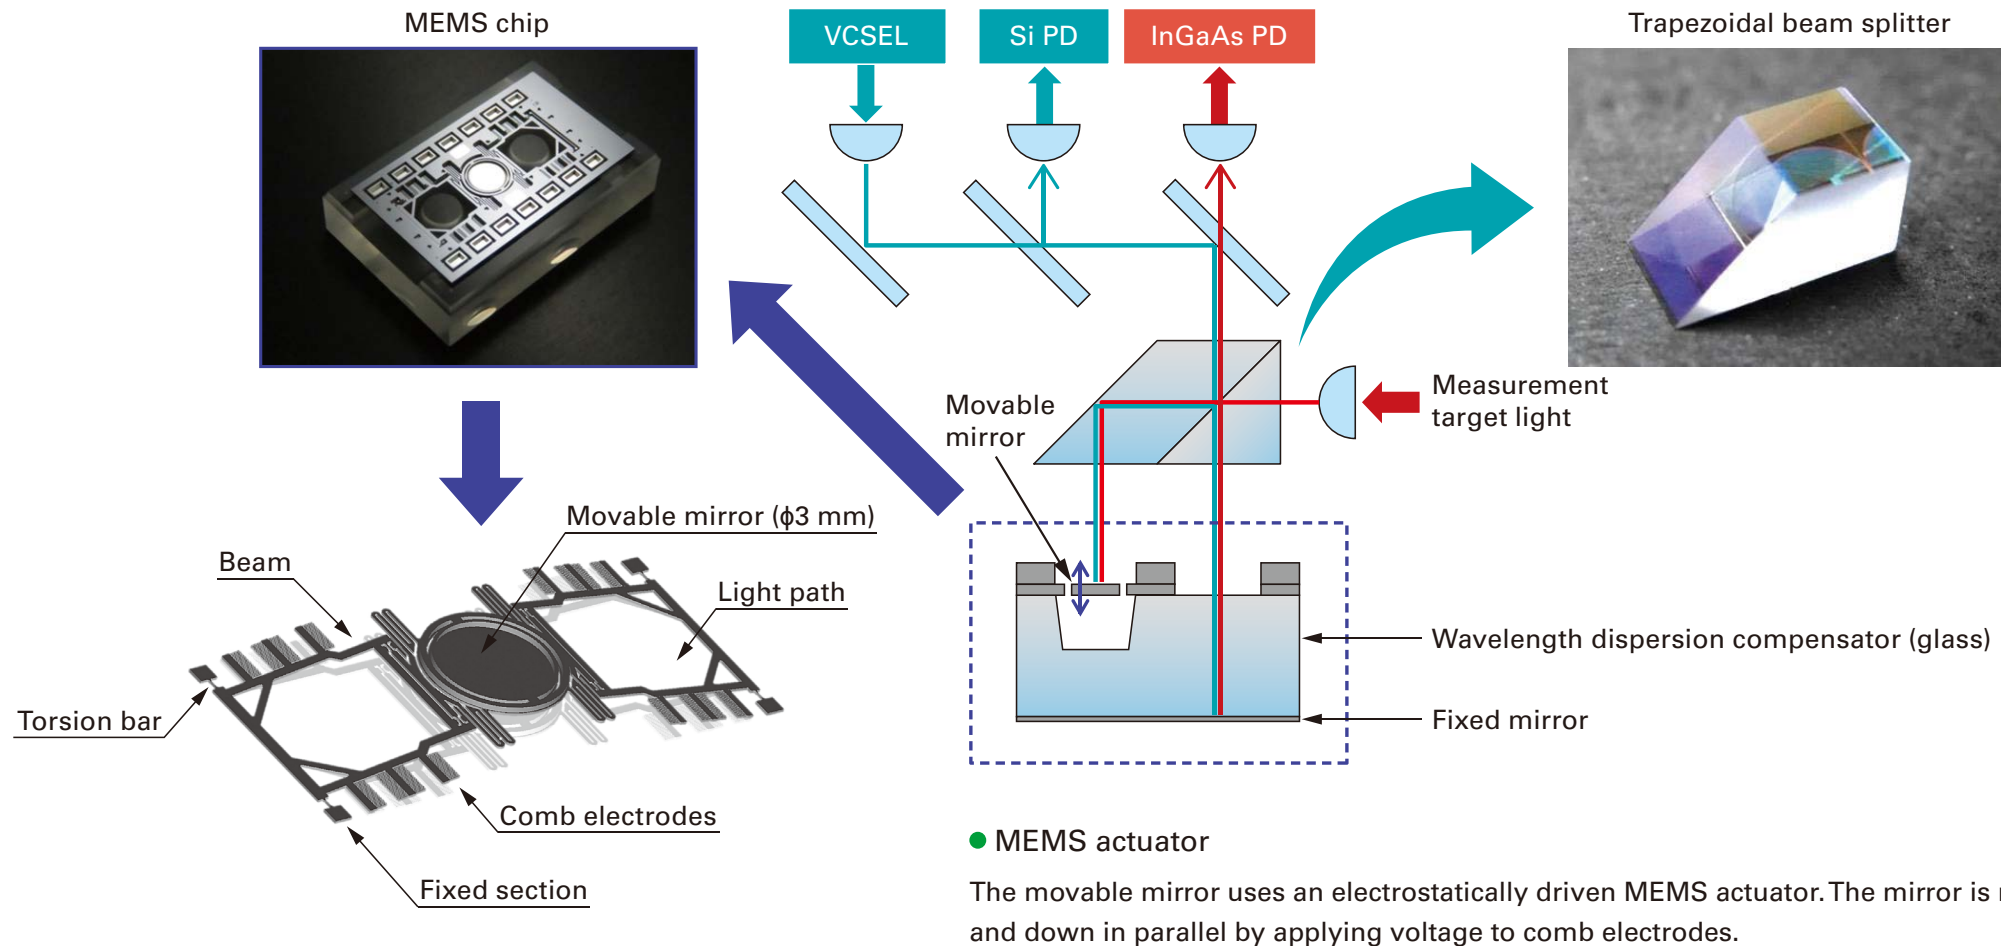 MEMS chip
VCSEL
Si PD
InGaAs PD
Trapezoidal beam splitter
Measurement
target light
Movable
mirror
Movable mirror (ϕ3 mm)
Beam
Light path
Torsion bar
Wavelength dispersion compensator (glass)
Fixed mirror
Comb electrodes
Fixed section
● MEMS actuator
The movable mirror uses an electrostatically driven MEMS actuator. The mirror is
and down in parallel by applying voltage to comb electrodes.